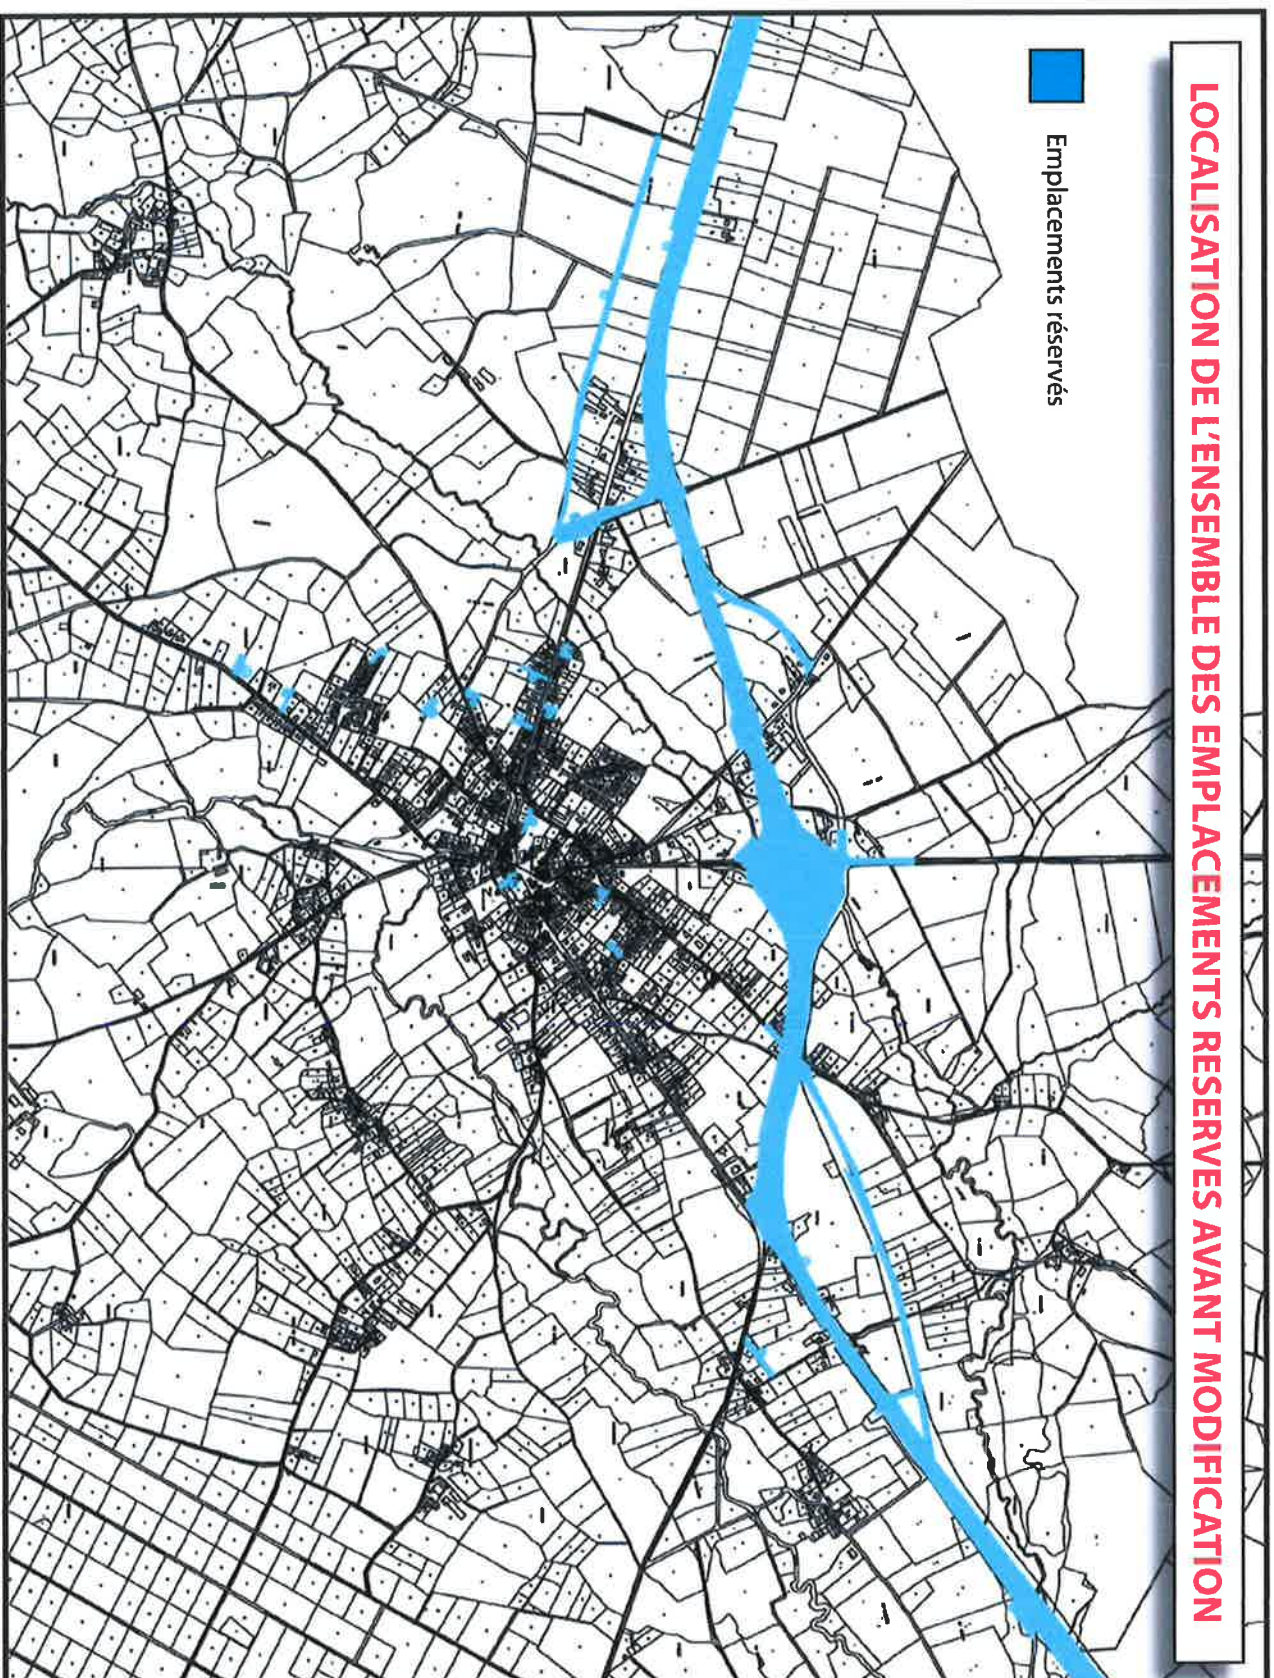 LOCALISATION DE L'ENSEMBLE DES EMPLACEMENTS RESERVES AVANT MODIFICATION
Emplacements réservés